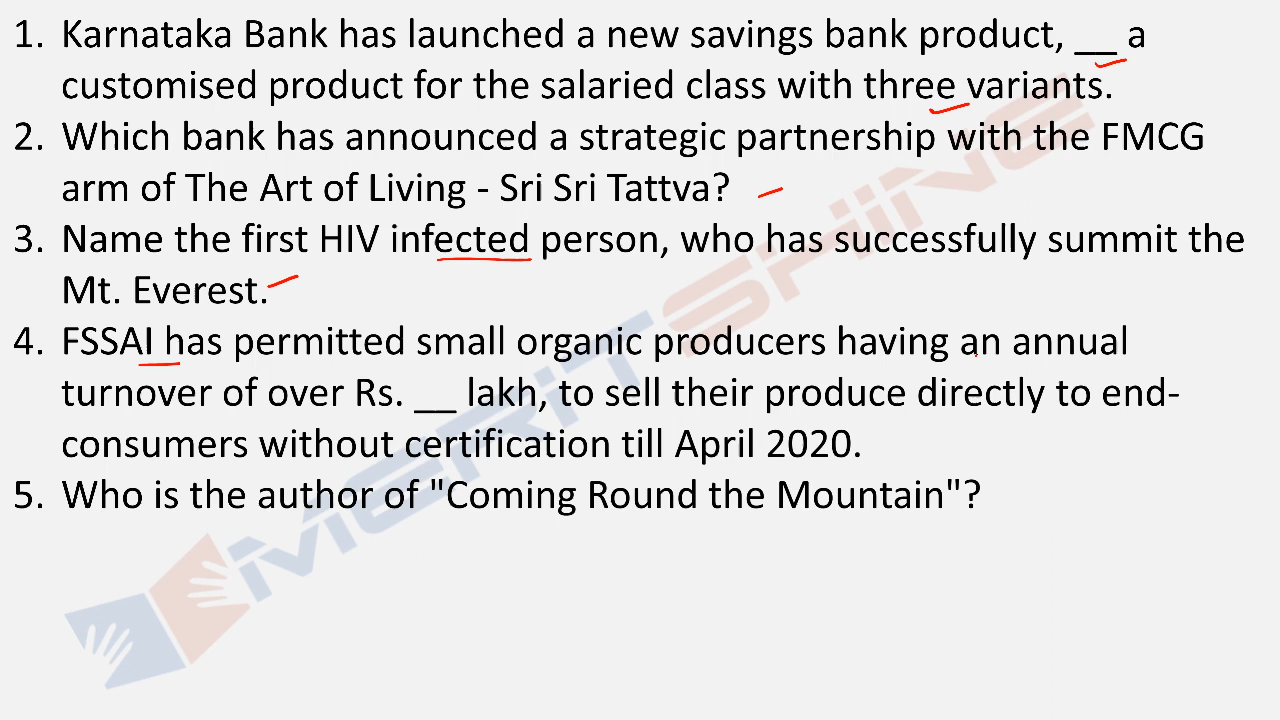 1. Karnataka Bank has launched a new savings bank product, __ a
customised product for the salaried class with three variants.
2. Which bank has announced a strategic partnership with the FMCG
arm of The Art of Living - Sri Sri Tattva?
3. Name the first HIV infected person, who has successfully summit the
Mt. Everest.
4. FSSAI has permitted small organic producers having an annual
turnover of over Rs. __ lakh, to sell their produce directly to end-
consumers without certification till April 2020.
5. Who is the author of "Coming Round the Mountain"?
MERiT SHiNE